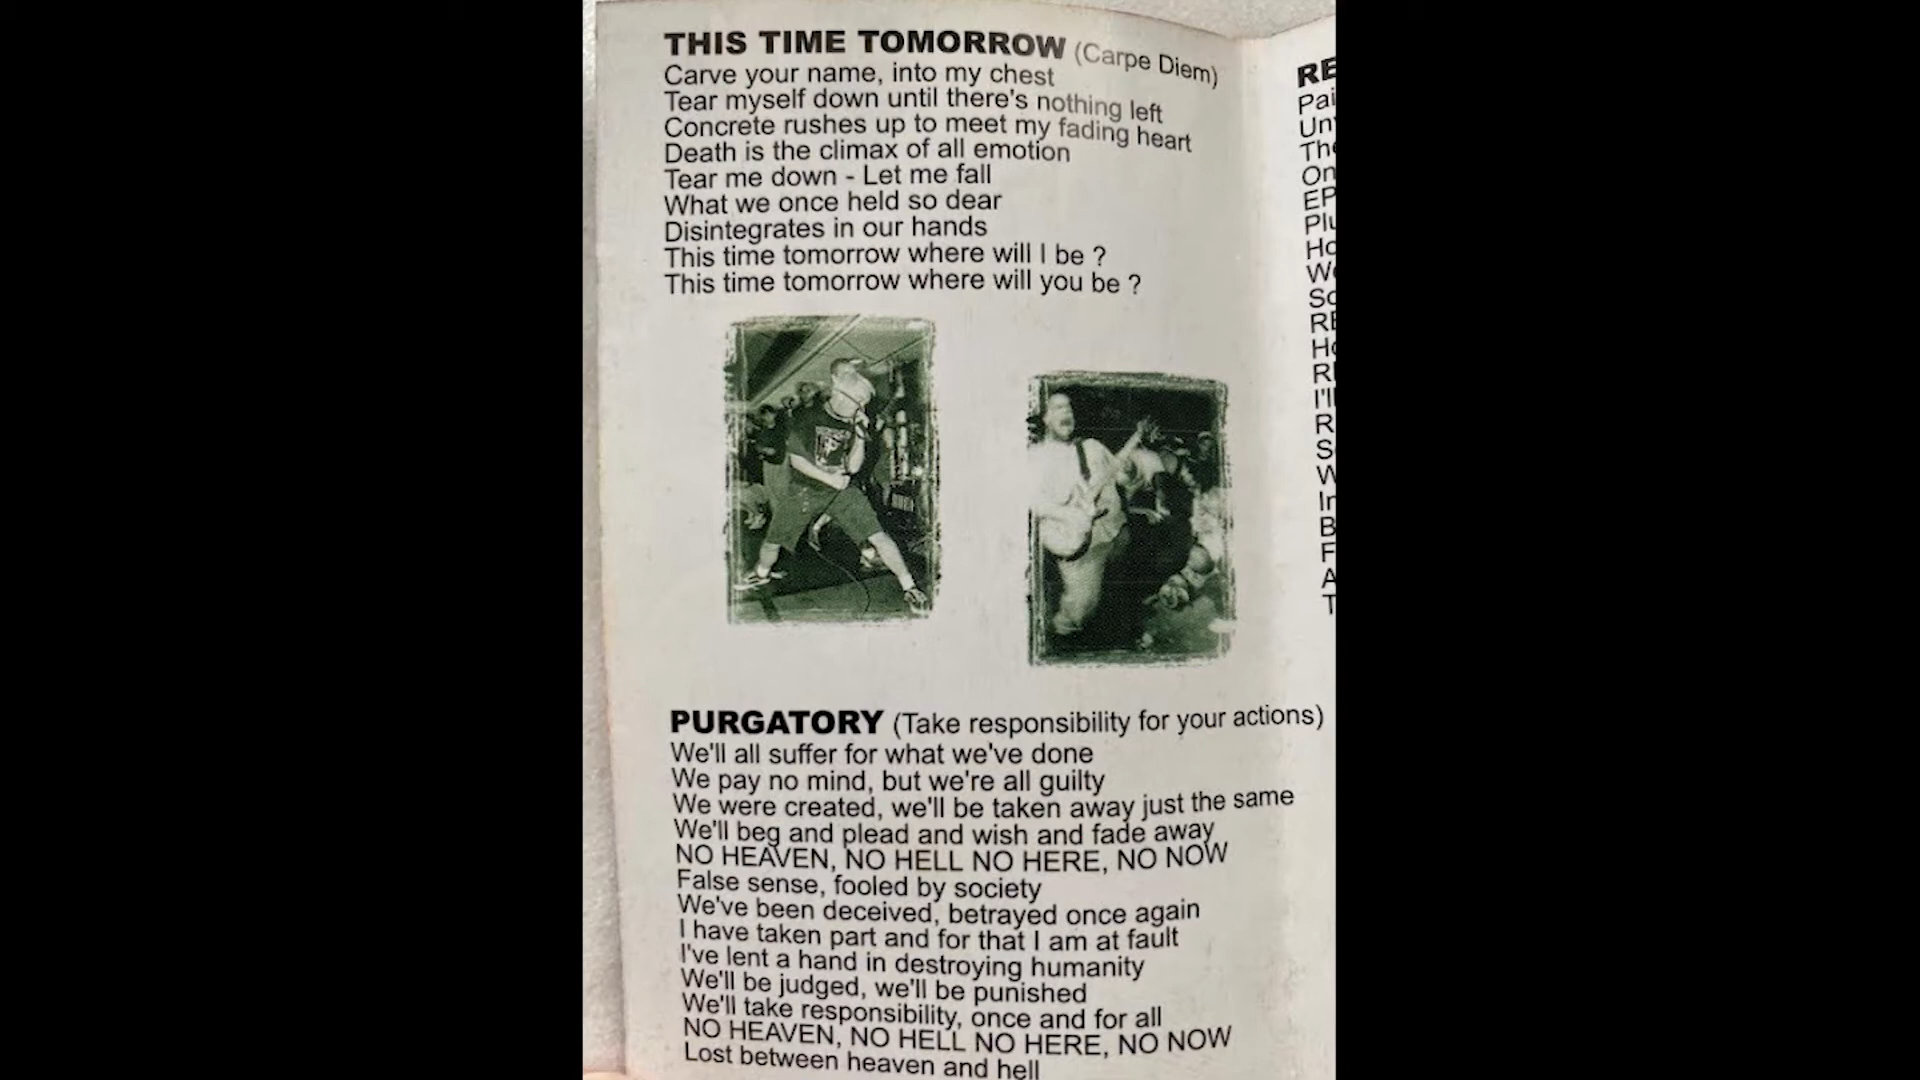 THIS TIME TOMORROW (Carpe Diem)
Carve your name, into my chest
Tear myself down until there's nothing left
Concrete rushes up to meet my fading heart
Death is the climax of all emotion
Tear me down - Let me fall
What we once held so dear
Disintegrates in our hands
This time tomorrow where will I be ?
This time tomorrow where will you be ?
PURGATORY (Take responsibility for your actions)
We'll all suffer for what we've done
We pay no mind, but we're all guilty
We were created, we'll be taken away just the same
We'll beg and plead and wish and fade away
NO HEAVEN, NO HELL NO HERE, NO NOW
False sense, fooled by society
We've been deceived, betrayed once again
I have taken part and for that I am at fault
I've lent a hand in destroying humanity
We'll be judged, we'll be punished
We'll take responsibility, once and for all
NO HEAVEN, NO HELL NO HERE, NO NOW
Lost between heaven and hell